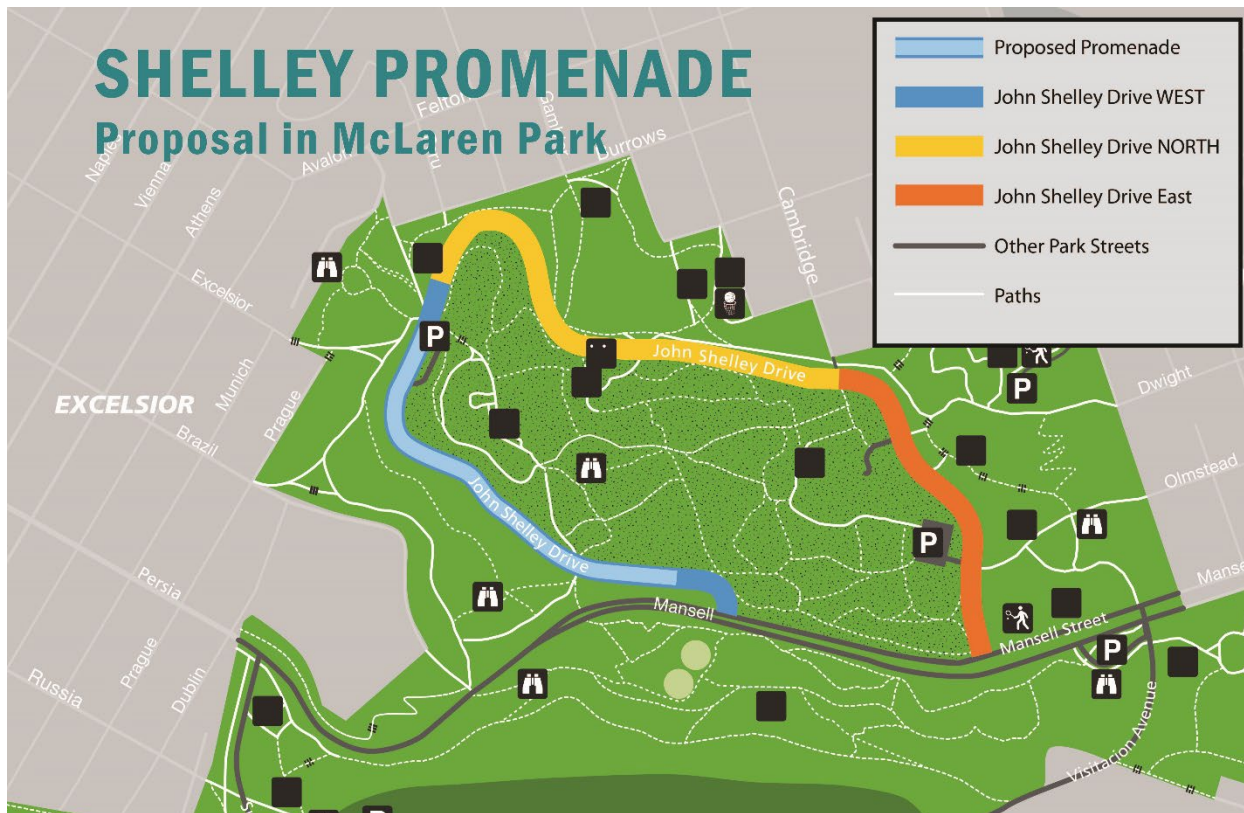 SHELLEY PROMENADE
Proposal in McLaren Park
Proposed Promenade
John Shelley Drive WEST
John Shelley Drive NORTH
John Shelley Drive East
Other Park Streets
Paths
Felton
Avalon
Burrows
Vienna
Athens
Cambridge
Excelsior
P
John Shelley Drive
P
Dwight
EXCELSIOR
Munich
Prague
Brazil
Olmstead
John Shelley Drive
P
Persia
Mansell
Mansell Street
P
Prague
Dublin
Russia
Visitacion Avenue